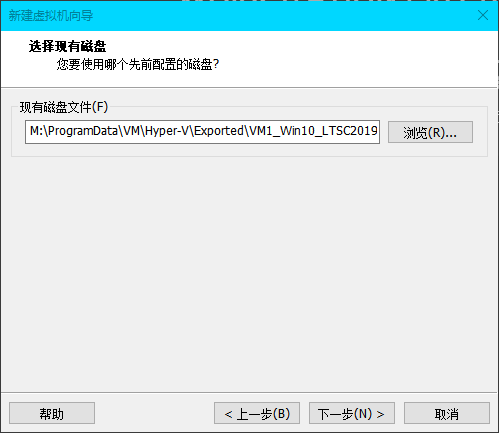 新建虚拟机向导
选择现有磁盘
您要使用哪个先前配置的磁盘?
现有磁盘文件(F)
M:\ProgramData\VM\Hyper-V\Exported\VM1_Win10_LTSC2019
浏览(R)...
帮助
< 上一步(B)
下一步(N) >
取消